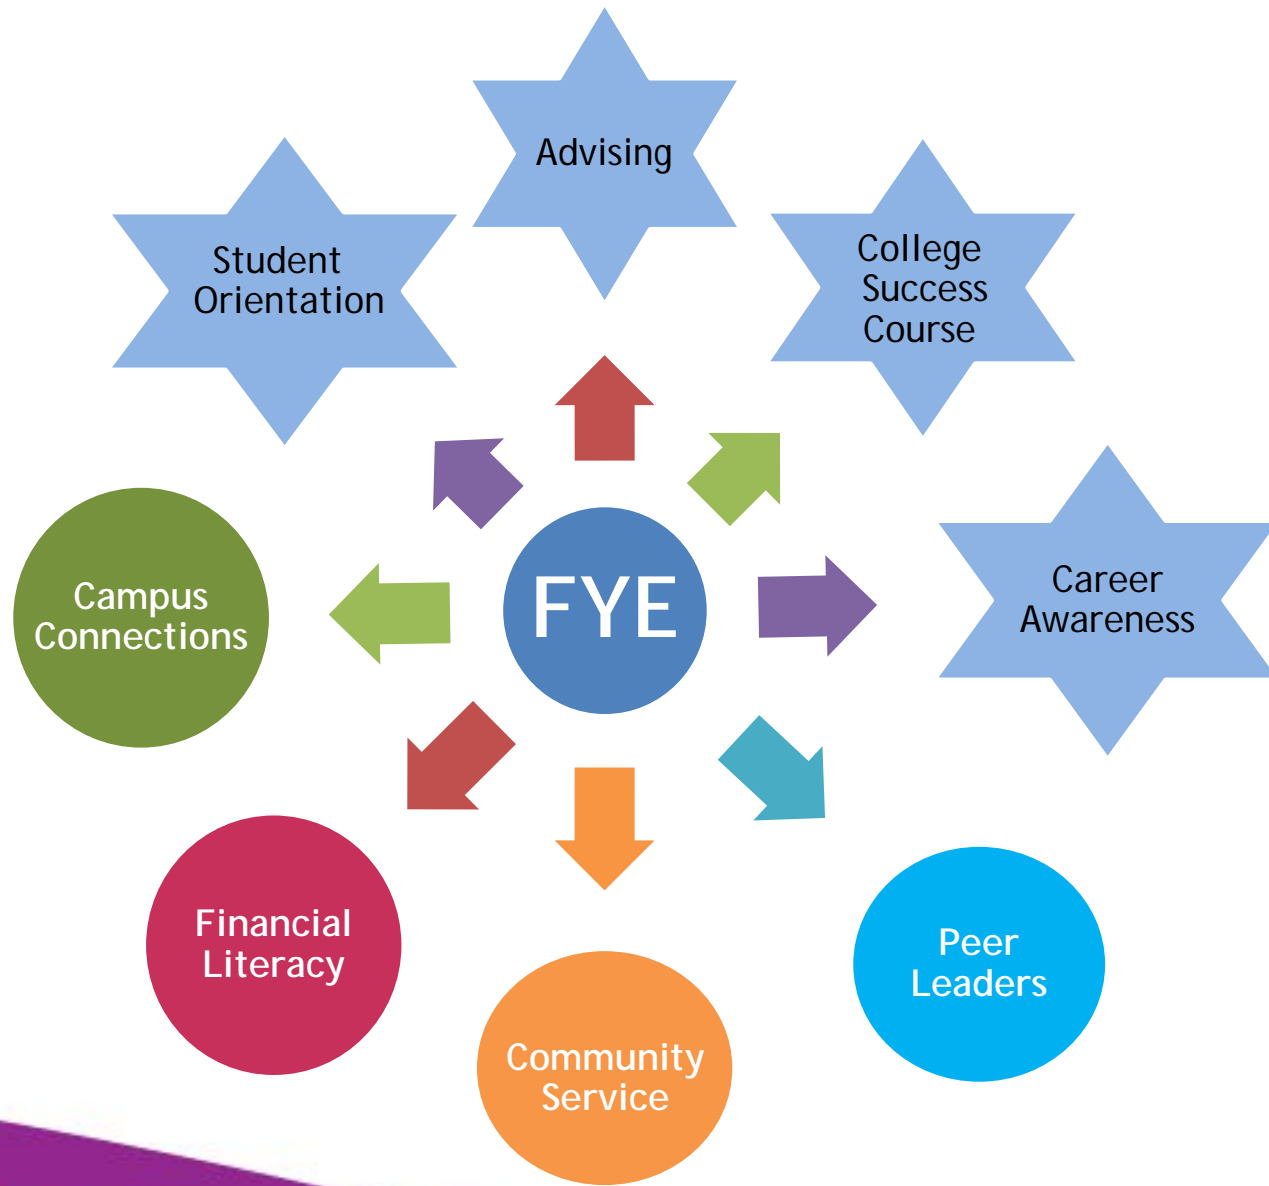 Advising
Student
Orientation
College
Success
Course
Career
Awareness
FYE
Campus
Connections
Financial
Literacy
Peer
Leaders
Community
Service